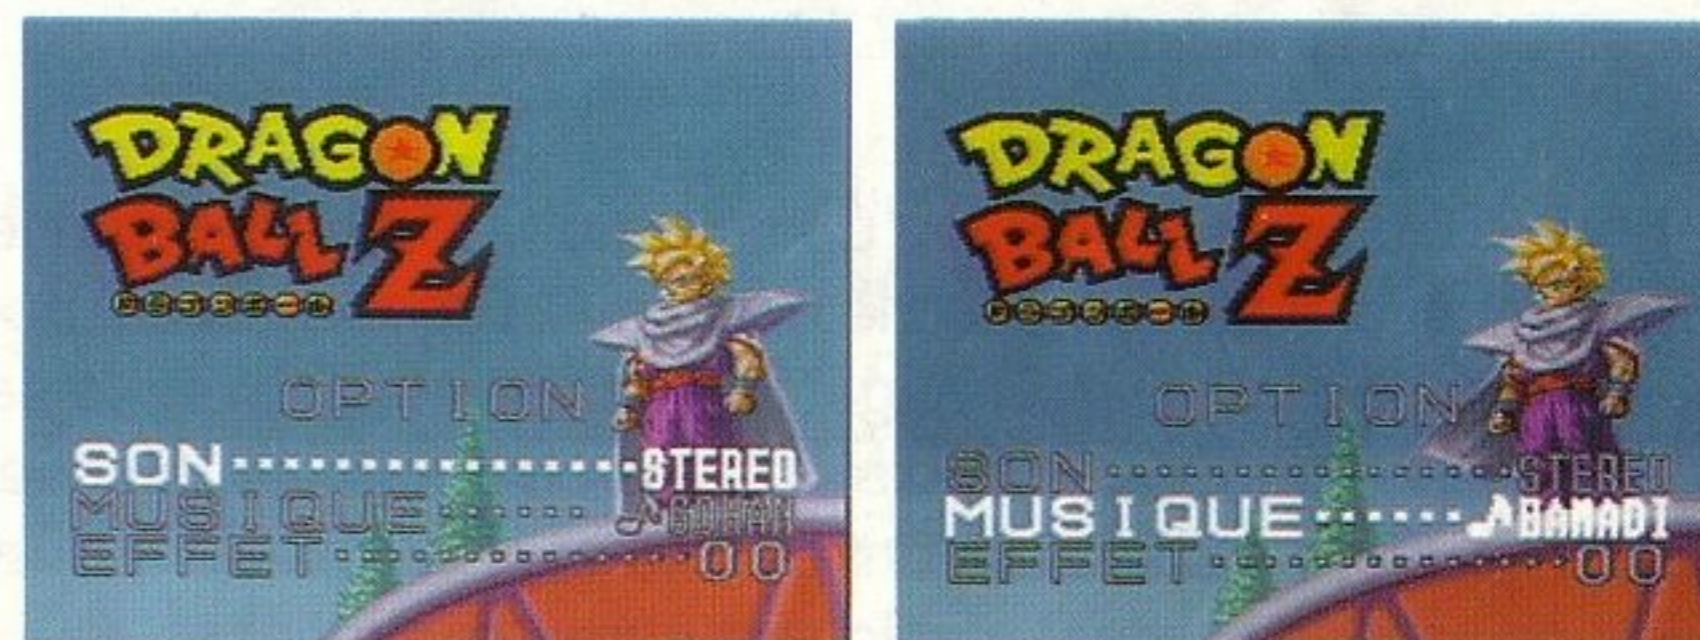 DRAGON
BALL Z
OPTION
SON STEREO
MUSIQUE ♪GOHAN
EFFET 00
DRAGON
BALL Z
OPTION
SON STEREO
MUSIQUE ♪BAMADI
EFFET 00